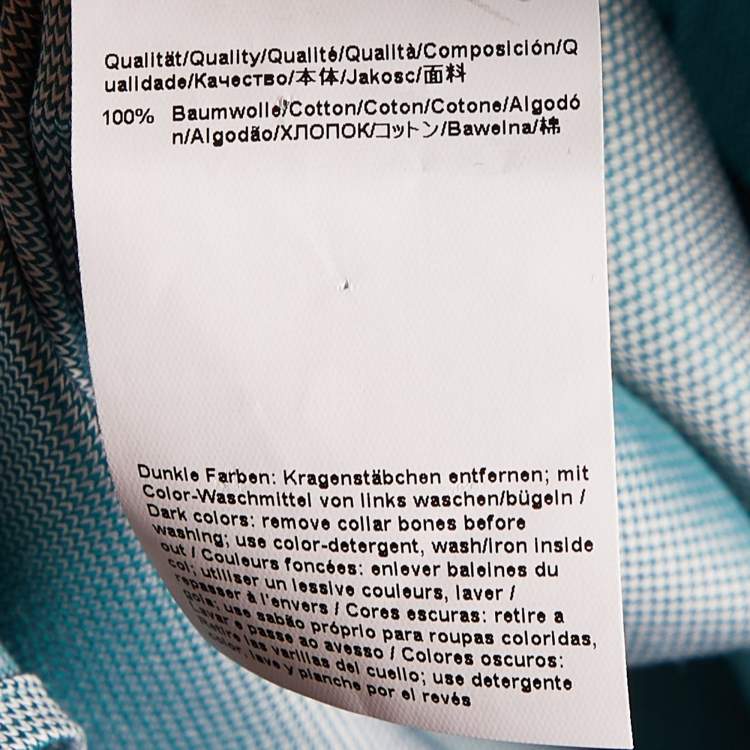 Qualität/Quality/Qualité/Qualità/Composición/Q
ualidade/Качество/本体/Jakosc/面料
100% Baumwolle/Cotton/Coton/Cotone/Algodó
n/Algodão/ХЛОПОК/コットン/Bawelna/棉
Dunkle Farben: Kragenstäbchen entfernen; mit
Color-Waschmittel von links waschen/bügeln /
Dark colors: remove collar bones before
washing; use color-detergent, wash/iron inside
out / Couleurs foncées: enlever baleines du
col; utiliser un lessive couleurs, laver /
repasser à l'envers / Cores escuras: retire a
gola; use sabão próprio para roupas coloridas,
Lavar e passe ao avesso / Colores oscuros:
Retire las varillas del cuello; use detergente
color, lave y planche por el revés